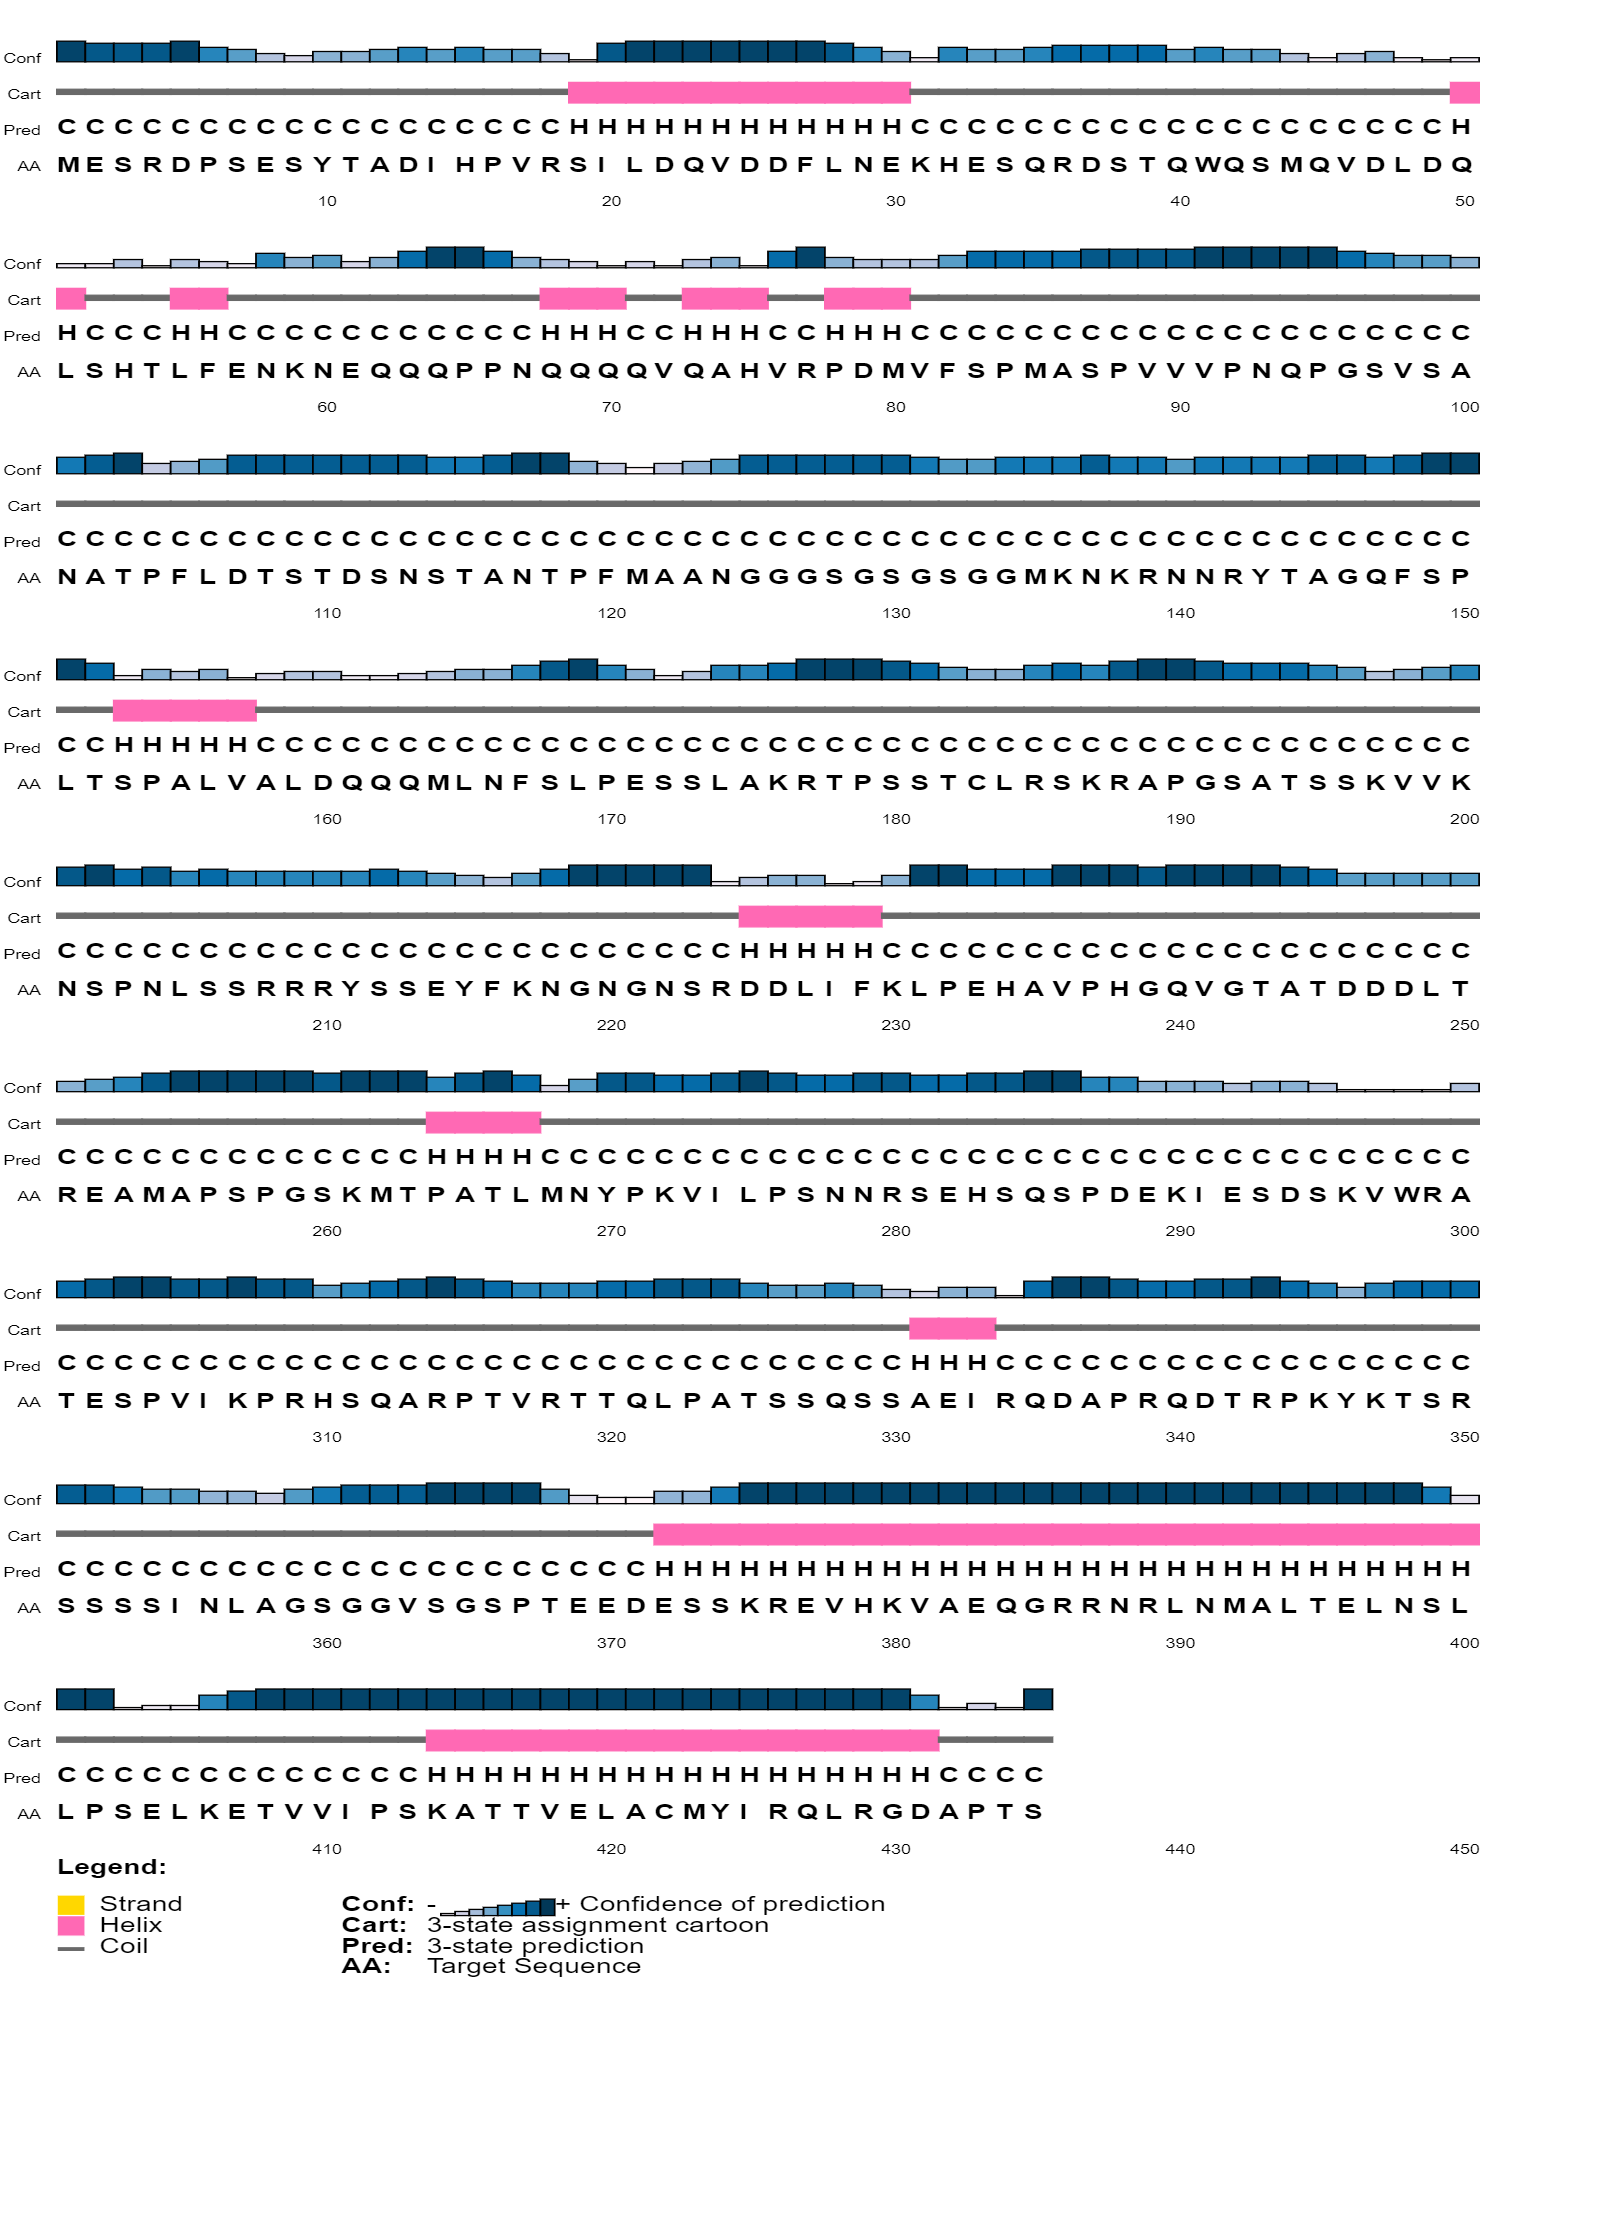 Conf
Cart
Pred C C C C C C C C C C C C C C C C C C H H H H H H H H H H H H C C C C C C C C C C C C C C C C C C C H
AA M E S R D P S E S Y T A D I H P V R S I L D Q V D D F L N E K H E S Q R D S T Q W Q S M Q V D L D Q
10 20 30 40 50
Conf
Cart
Pred H C C C H H C C C C C C C C C C C H H H C C H H H C C H H H C C C C C C C C C C C C C C C C C C C C
AA L S H T L F E N K N E Q Q Q P P N Q Q Q Q V Q A H V R P D M V F S P M A S P V V V P N Q P G S V S A
60 70 80 90 100
Conf
Cart
Pred C C C C C C C C C C C C C C C C C C C C C C C C C C C C C C C C C C C C C C C C C C C C C C C C C C
AA N A T P F L D T S T D S N S T A N T P F M A A N G G G S G S G S G G M K N K R N N R Y T A G Q F S P
110 120 130 140 150
Conf
Cart
Pred C C H H H H H C C C C C C C C C C C C C C C C C C C C C C C C C C C C C C C C C C C C C C C C C C C
AA L T S P A L V A L D Q Q Q M L N F S L P E S S L A K R T P S S T C L R S K R A P G S A T S S K V V K
160 170 180 190 200
Conf
Cart
Pred C C C C C C C C C C C C C C C C C C C C C C C C H H H H H C C C C C C C C C C C C C C C C C C C C C
AA N S P N L S S R R R Y S S E Y F K N G N G N S R D D L I F K L P E H A V P H G Q V G T A T D D D L T
210 220 230 240 250
Conf
Cart
Pred C C C C C C C C C C C C C H H H H C C C C C C C C C C C C C C C C C C C C C C C C C C C C C C C C C
AA R E A M A P S P G S K M T P A T L M N Y P K V I L P S N N R S E H S Q S P D E K I E S D S K V W R A
260 270 280 290 300
Conf
Cart
Pred C C C C C C C C C C C C C C C C C C C C C C C C C C C C C C H H H C C C C C C C C C C C C C C C C C
AA T E S P V I K P R H S Q A R P T V R T T Q L P A T S S Q S S A E I R Q D A P R Q D T R P K Y K T S R
310 320 330 340 350
Conf
Cart
Pred C C C C C C C C C C C C C C C C C C C C C H H H H H H H H H H H H H H H H H H H H H H H H H H H H H
AA S S S S I N L A G S G G V S G S P T E E D E S S K R E V H K V A E Q G R R N R L N M A L T E L N S L
360 370 380 390 400
Conf
Cart
Pred C C C C C C C C C C C C C H H H H H H H H H H H H H H H H H H C C C C
AA L P S E L K E T V V I P S K A T T V E L A C M Y I R Q L R G D A P T S
410 420 430 440 450
Legend:
Strand Conf: - + Confidence of prediction
Helix Cart: 3-state assignment cartoon
Coil Pred: 3-state prediction
AA: Target Sequence